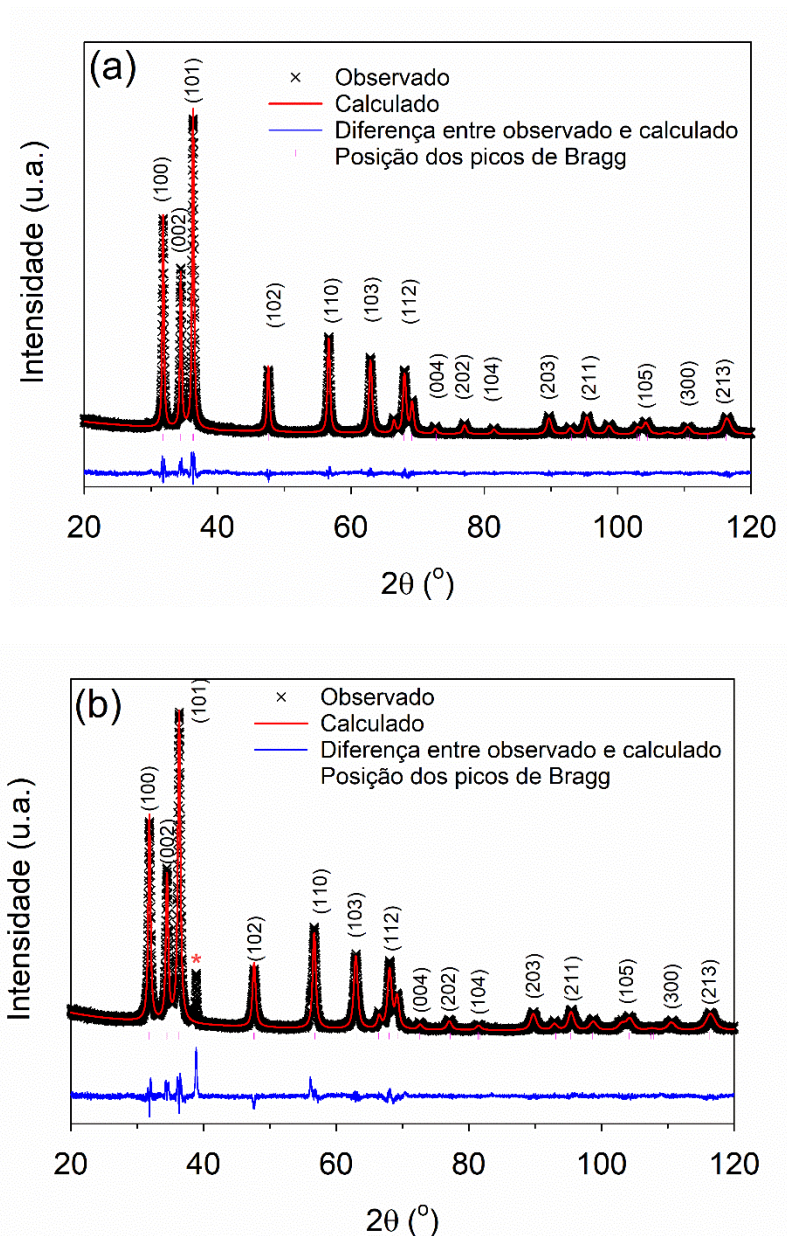 (a)
× Observado
Calculado
Diferença entre observado e calculado
Posição dos picos de Bragg
(100)
(002)
(101)
(102)
(110)
(103)
(112)
(004)
(202)
(104)
(203)
(211)
(105)
(300)
(213)
Intensidade (u.a.)
20 40 60 80 100 120
2θ (°)
(b)
× Observado
Calculado
Diferença entre observado e calculado
Posição dos picos de Bragg
(100)
(002)
(101)
*
(102)
(110)
(103)
(112)
(004)
(202)
(104)
(203)
(211)
(105)
(300)
(213)
Intensidade (u.a.)
20 40 60 80 100 120
2θ (°)